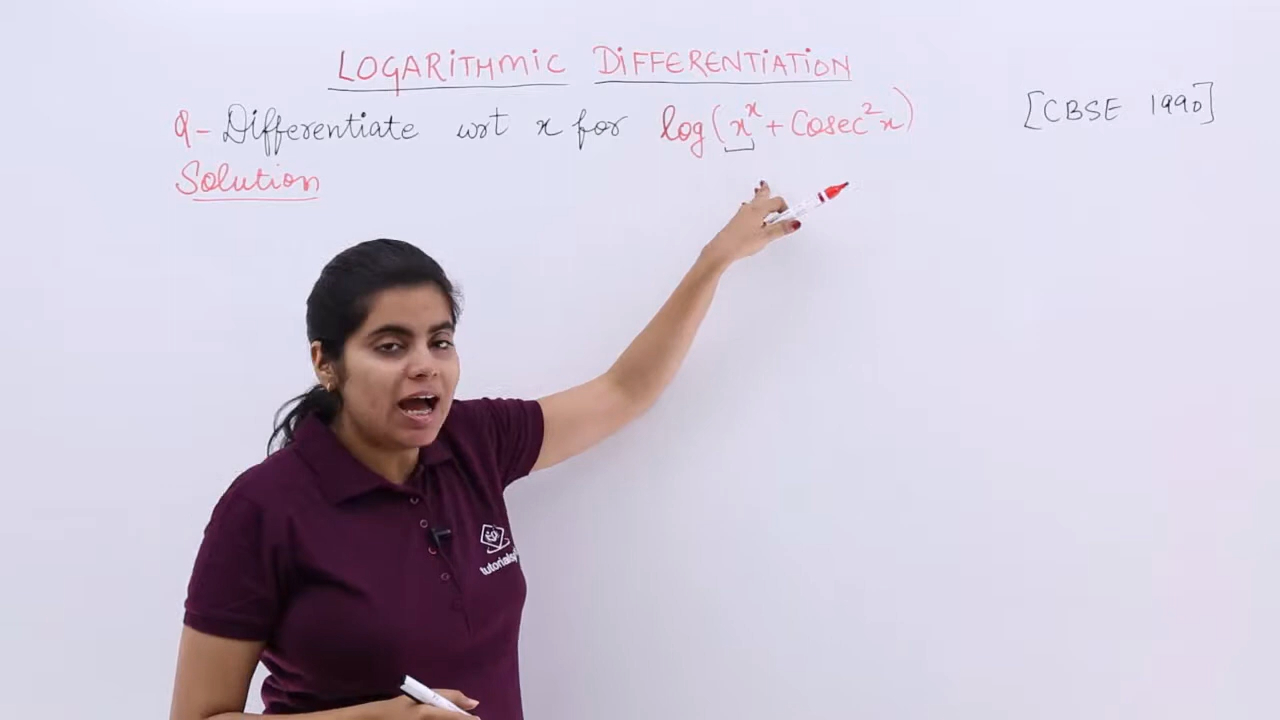 LOGARITHMIC DIFFERENTIATION
Q- Differentiate wrt x for log(x^x + Cosec²x) [CBSE 1990]
Solution